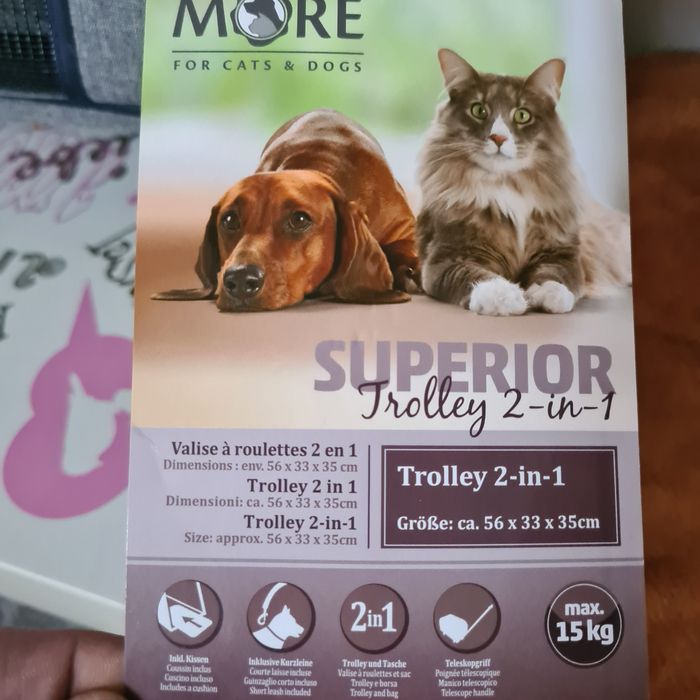 MORE
FOR CATS & DOGS
SUPERIOR
Trolley 2-in-1
Valise à roulettes 2 en 1
Dimensions : env. 56 x 33 x 35 cm
Trolley 2 in 1
Dimensioni: ca. 56 x 33 x 35cm
Trolley 2-in-1
Size: approx. 56 x 33 x 35cm
Trolley 2-in-1
Größe: ca. 56 x 33 x 35cm
Inkl. Kissen
Coussin inclus
Cuscino incluso
Includes a cushion
Inklusive Kurzleine
Courte laisse incluse
Guinzaglio corto incluso
Short leash included
2in1
Trolley und Tasche
Valise à roulettes et sac
Trolley e borsa
Trolley and bag
Teleskopgriff
Poignée télescopique
Manico telescopico
Telescope handle
max.
15 kg